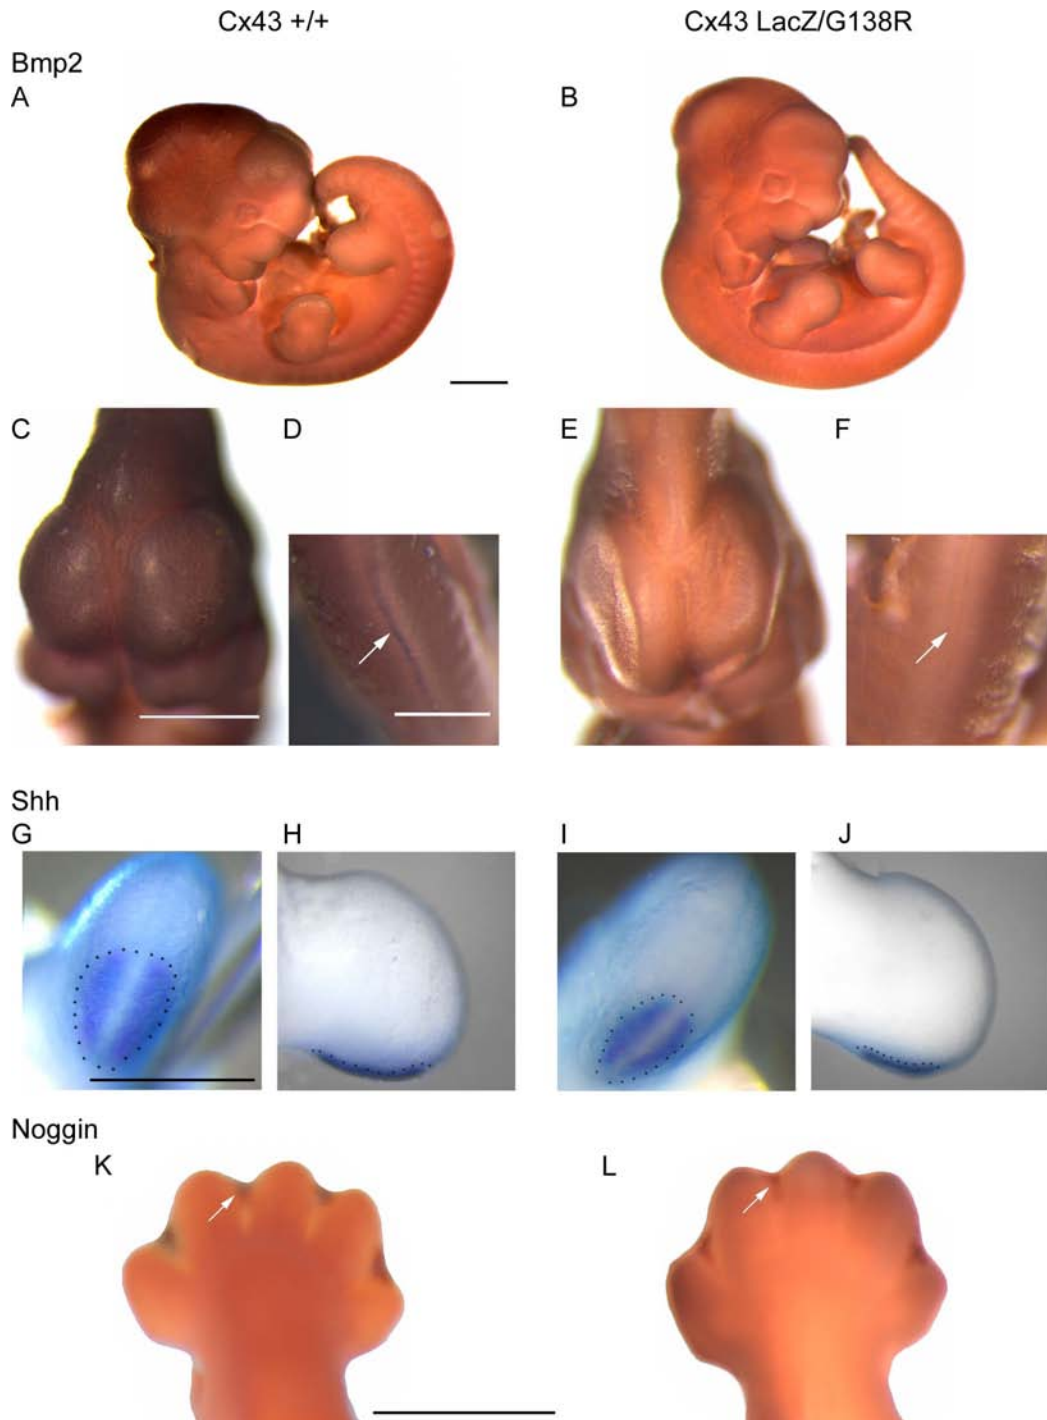 Cx43 +/+ Cx43 LacZ/G138R
Bmp2
A B
C D E F
Shh
G H I J
Noggin
K L